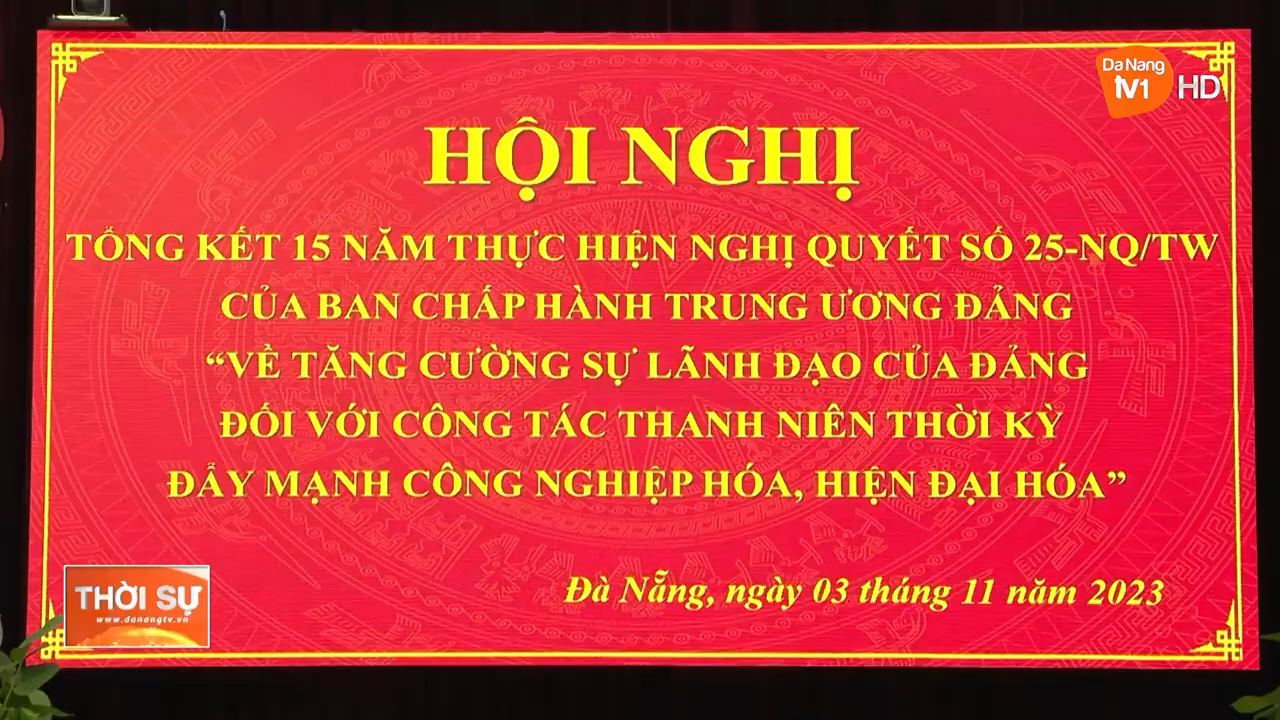 Da Nang
tv1 HD
HỘI NGHỊ
TỔNG KẾT 15 NĂM THỰC HIỆN NGHỊ QUYẾT SỐ 25-NQ/TW
CỦA BAN CHẤP HÀNH TRUNG ƯƠNG ĐẢNG
“VỀ TĂNG CƯỜNG SỰ LÃNH ĐẠO CỦA ĐẢNG
ĐỐI VỚI CÔNG TÁC THANH NIÊN THỜI KỲ
ĐẨY MẠNH CÔNG NGHIỆP HÓA, HIỆN ĐẠI HÓA”
Đà Nẵng, ngày 03 tháng 11 năm 2023
THỜI SỰ
www.danangtv.vn